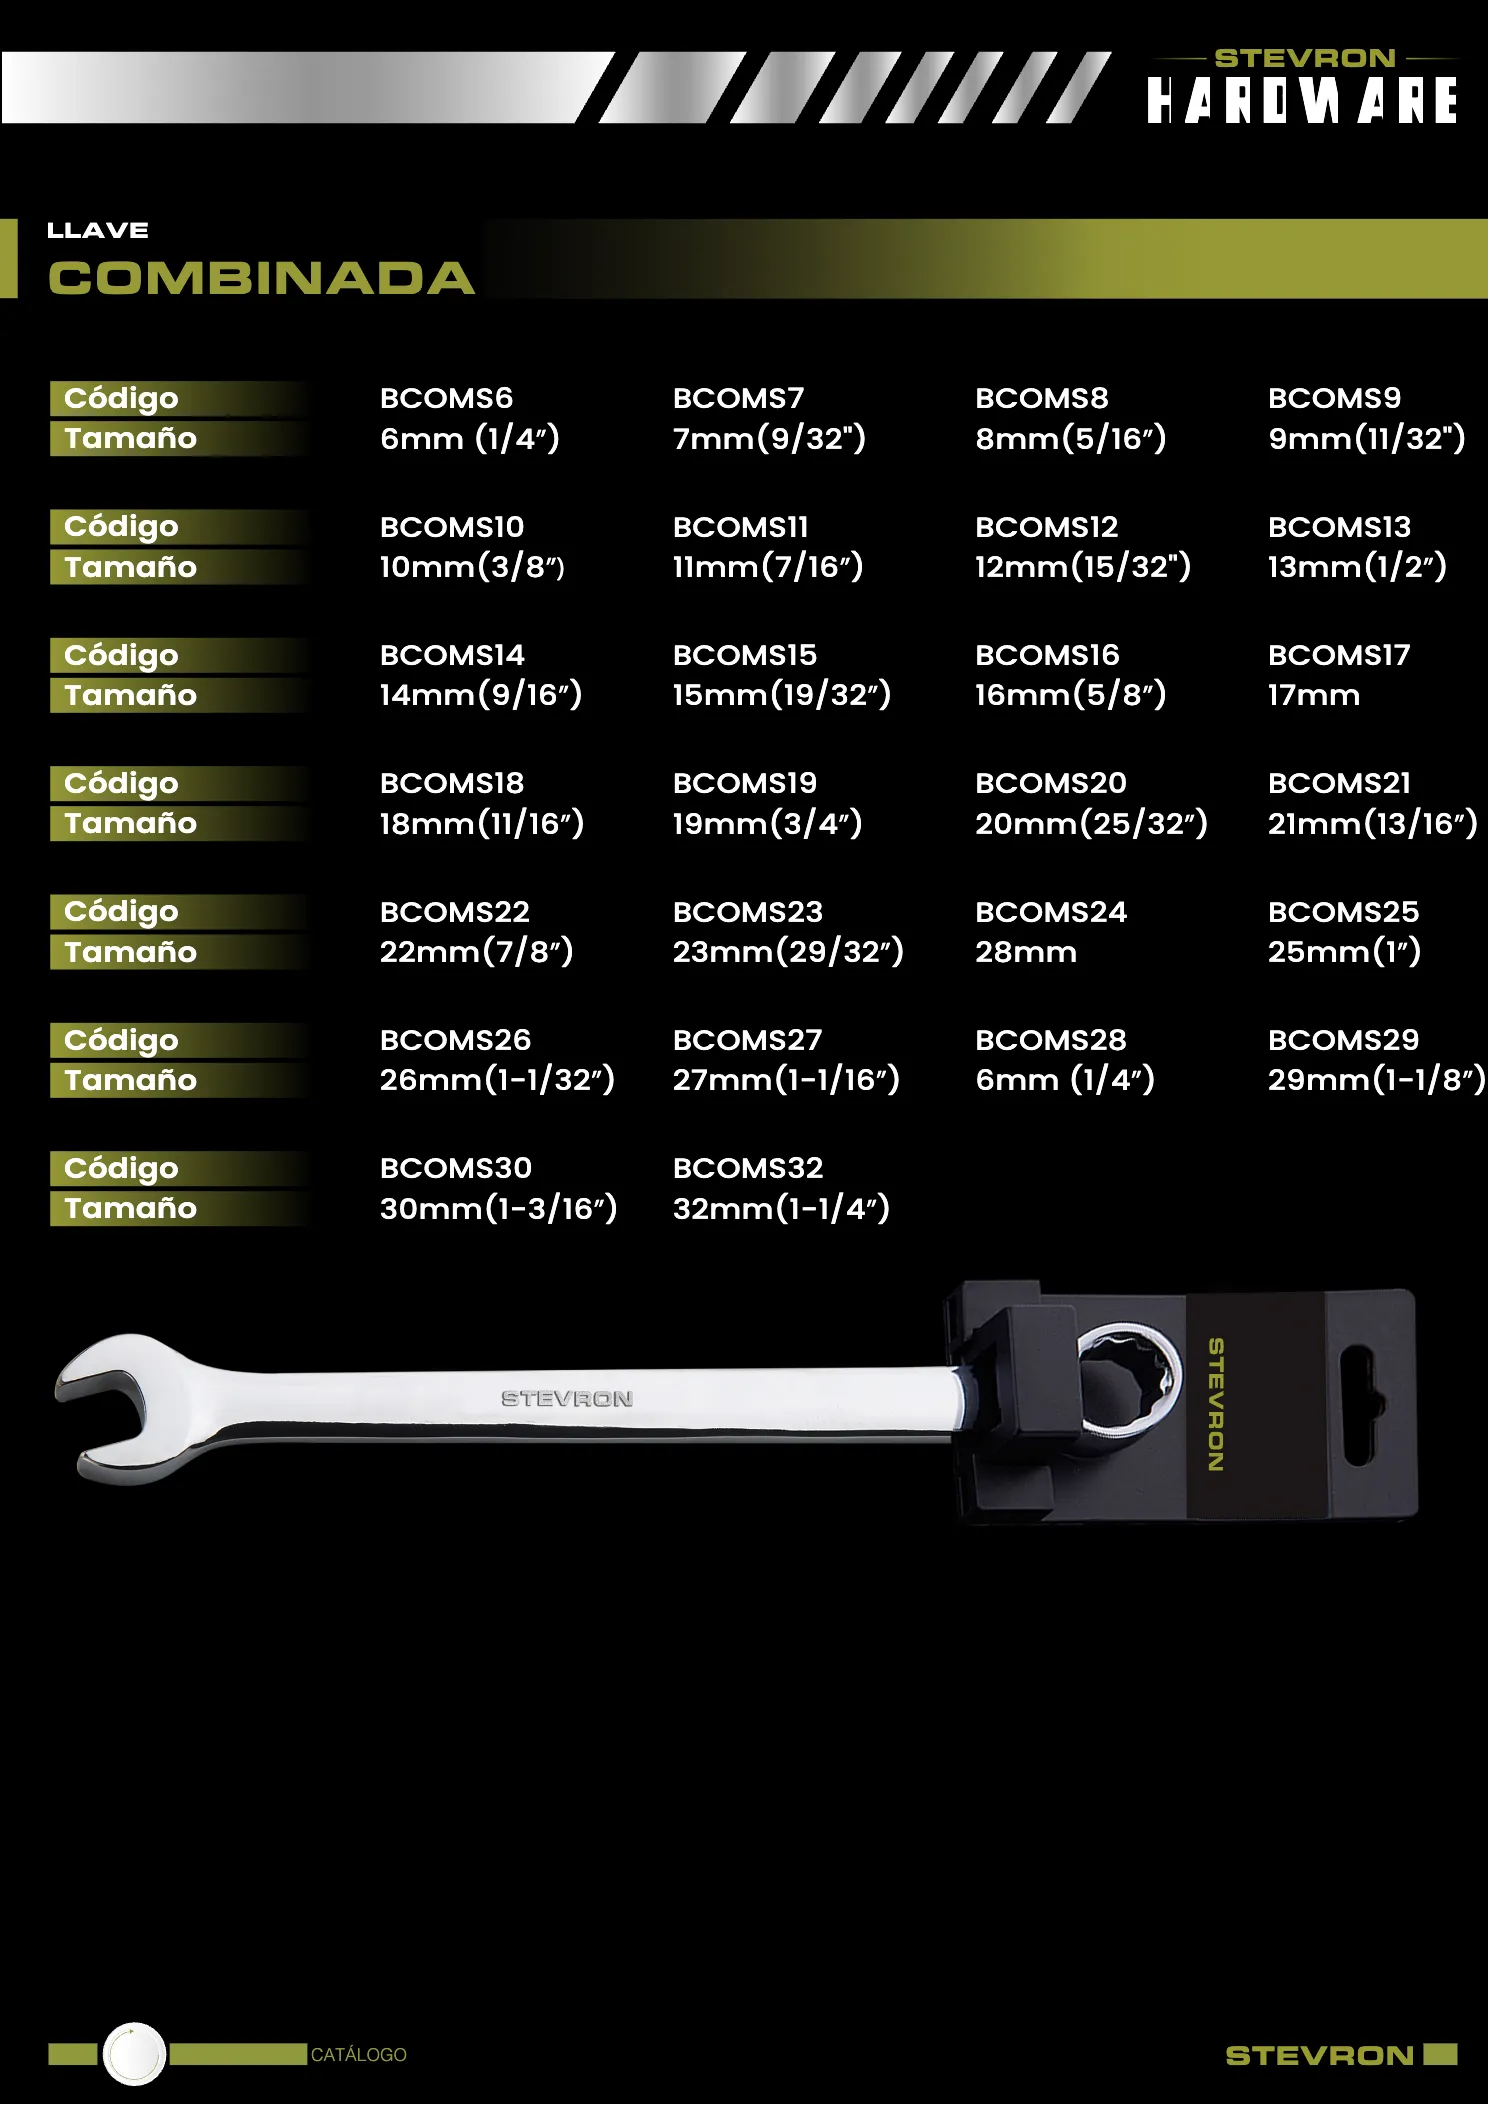 STEVRON
HARDWARE
LLAVE
COMBINADA
Código BCOMS6 BCOMS7 BCOMS8 BCOMS9
Tamaño 6mm (1/4”) 7mm(9/32") 8mm(5/16”) 9mm(11/32")
Código BCOMS10 BCOMS11 BCOMS12 BCOMS13
Tamaño 10mm(3/8”) 11mm(7/16”) 12mm(15/32") 13mm(1/2”)
Código BCOMS14 BCOMS15 BCOMS16 BCOMS17
Tamaño 14mm(9/16”) 15mm(19/32”) 16mm(5/8”) 17mm
Código BCOMS18 BCOMS19 BCOMS20 BCOMS21
Tamaño 18mm(11/16”) 19mm(3/4”) 20mm(25/32”) 21mm(13/16”)
Código BCOMS22 BCOMS23 BCOMS24 BCOMS25
Tamaño 22mm(7/8”) 23mm(29/32”) 28mm 25mm(1”)
Código BCOMS26 BCOMS27 BCOMS28 BCOMS29
Tamaño 26mm(1-1/32”) 27mm(1-1/16”) 6mm (1/4”) 29mm(1-1/8”)
Código BCOMS30 BCOMS32
Tamaño 30mm(1-3/16”) 32mm(1-1/4”)
STEVRON
STEVRON
CATÁLOGO
STEVRON